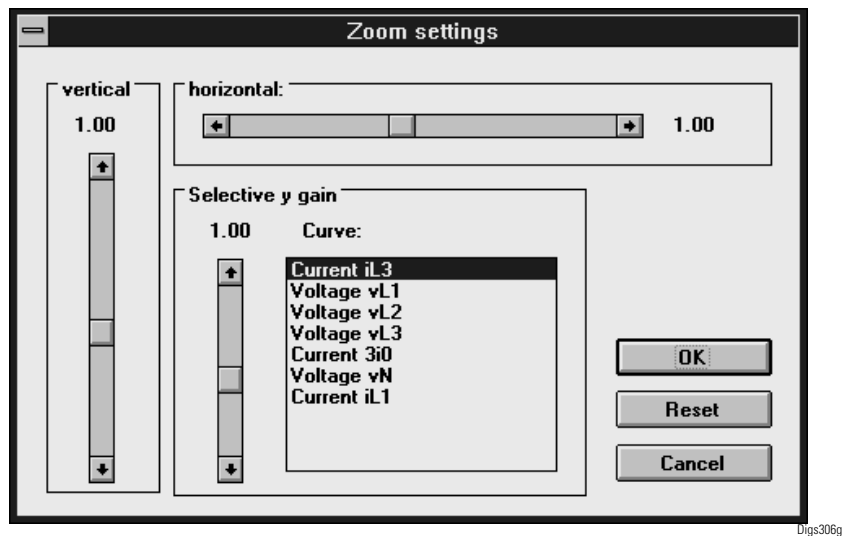 Zoom settings
vertical
1.00
horizontal:
1.00
Selective y gain
1.00 Curve:
Current iL3
Voltage vL1
Voltage vL2
Voltage vL3
Current 3i0
Voltage vN
Current iL1
OK
Reset
Cancel
Digs306g